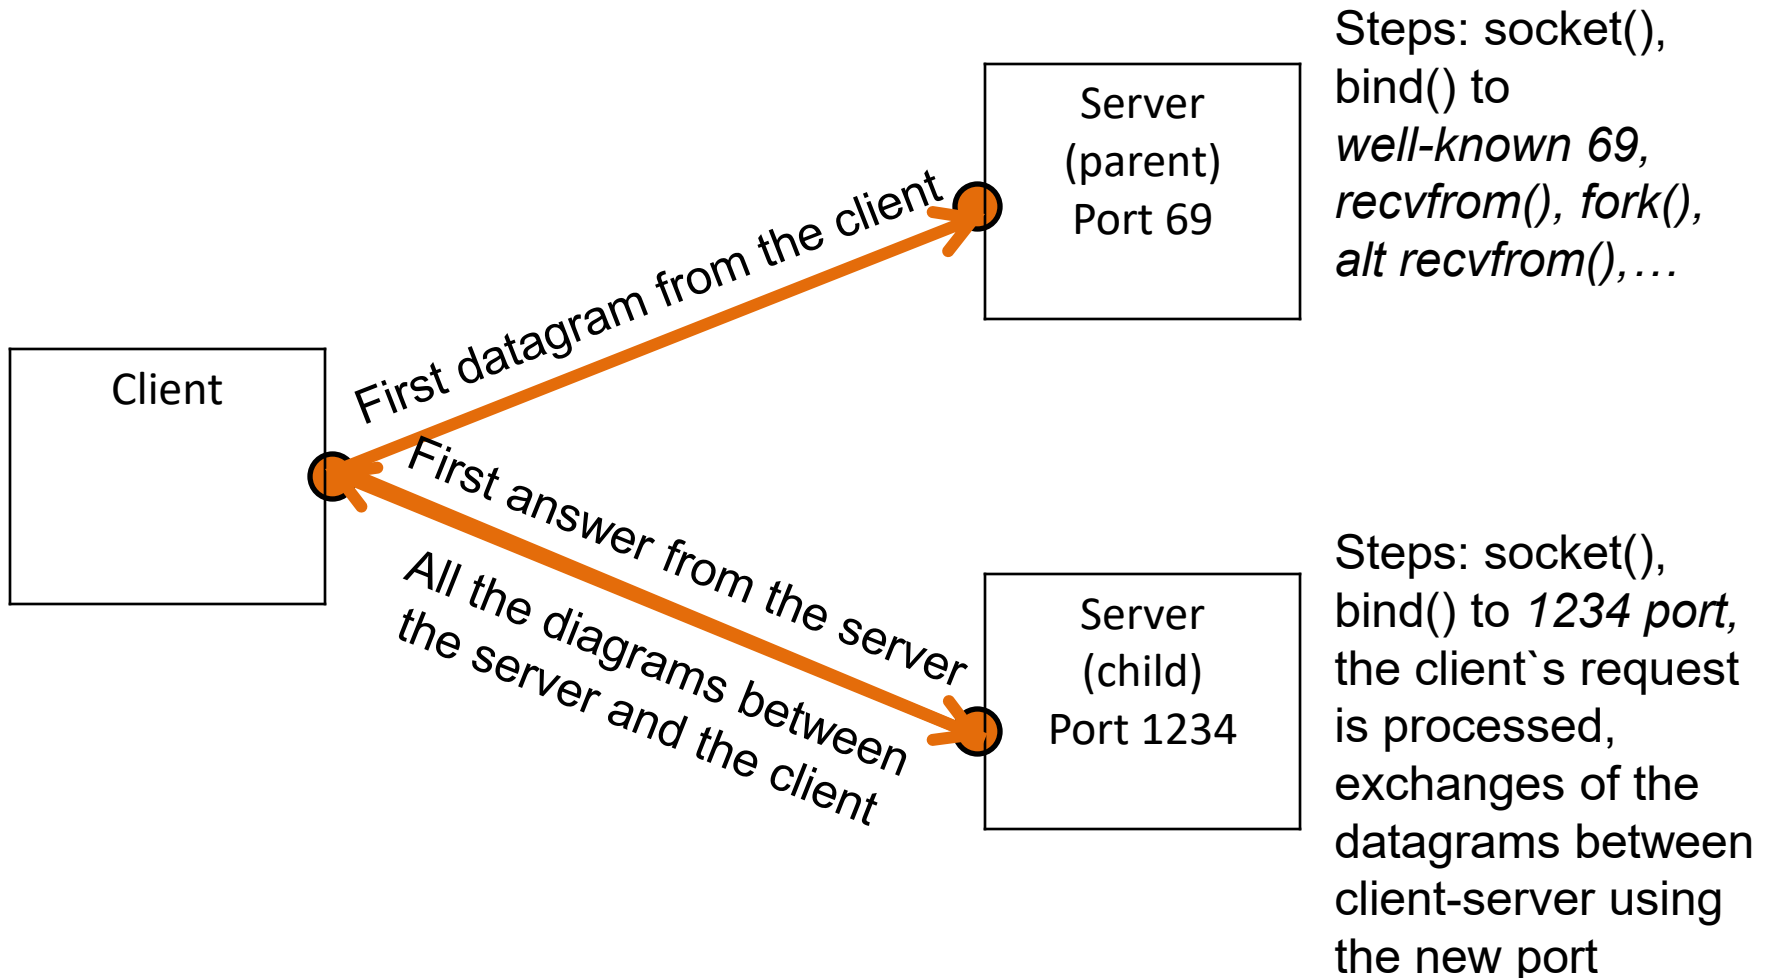 Steps: socket(),
bind() to
well-known 69,
recvfrom(), fork(),
alt recvfrom(),…
Server
(parent)
Port 69
First datagram from the client
Client
First answer from the server
All the diagrams between
the server and the client
Server
(child)
Port 1234
Steps: socket(),
bind() to 1234 port,
the client`s request
is processed,
exchanges of the
datagrams between
client-server using
the new port